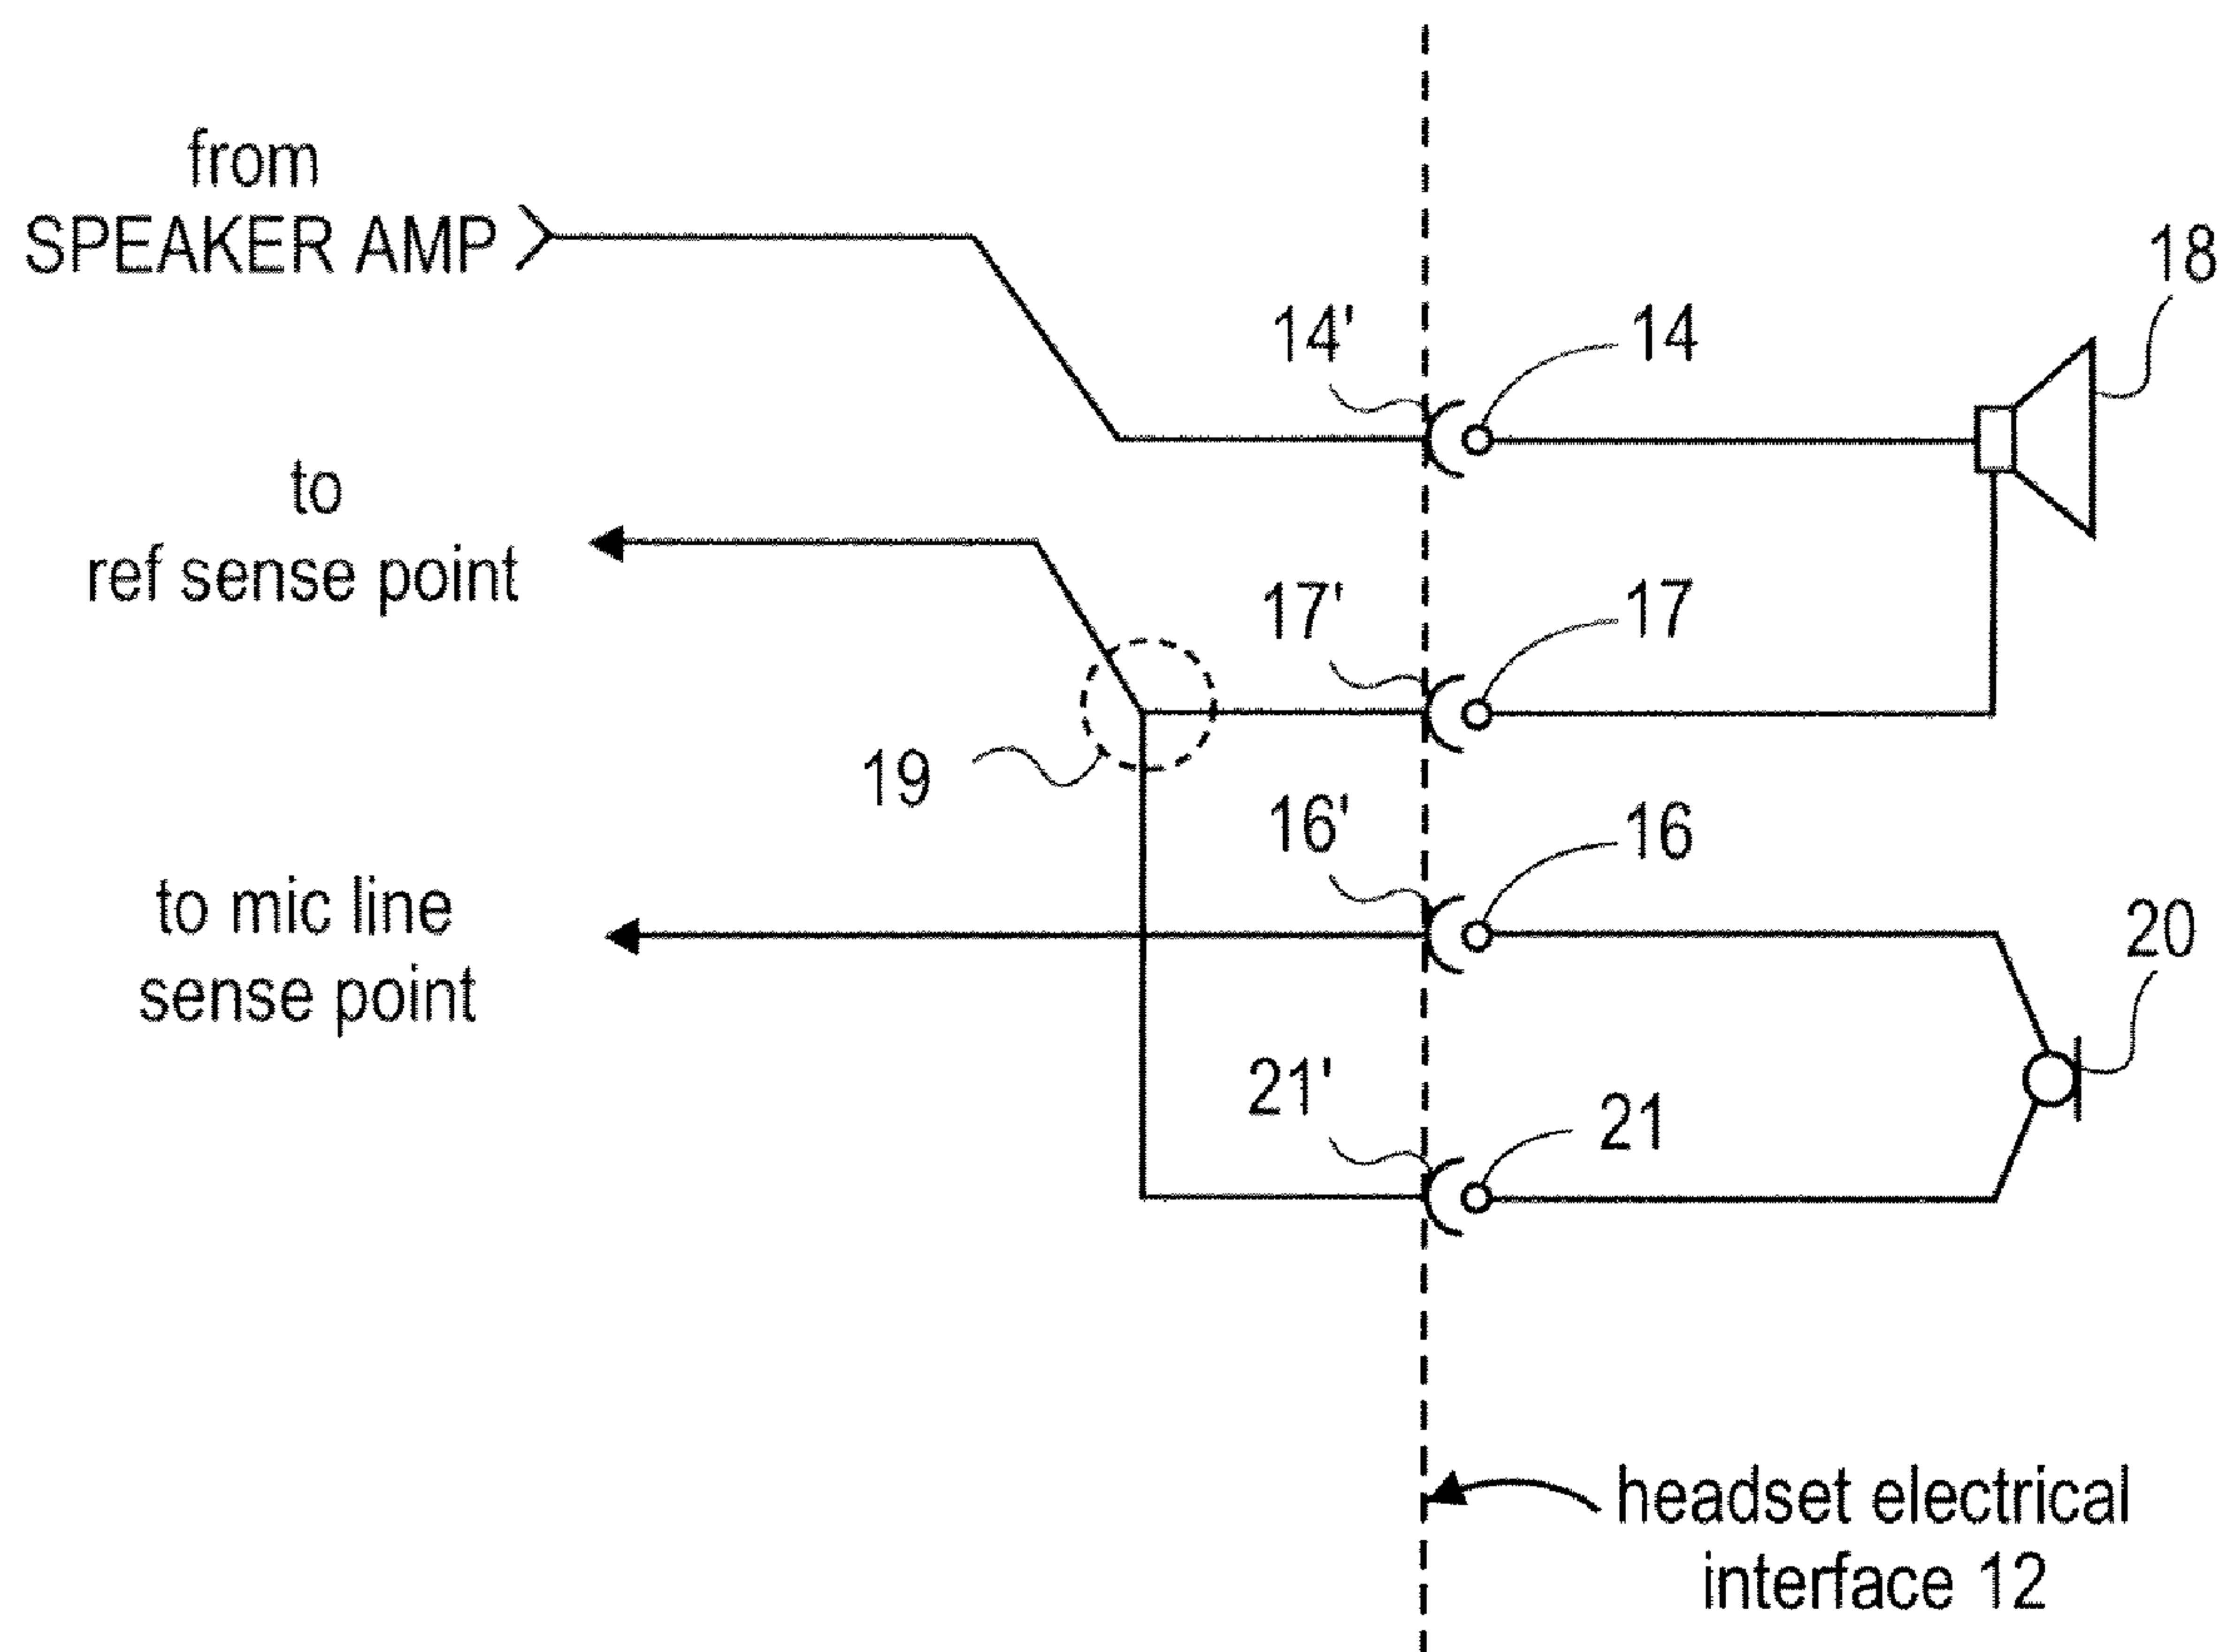 from
SPEAKER AMP
18
14'
14
to
ref sense point
17'
17
19
16'
16
to mic line
sense point
20
21'
21
headset electrical
interface 12